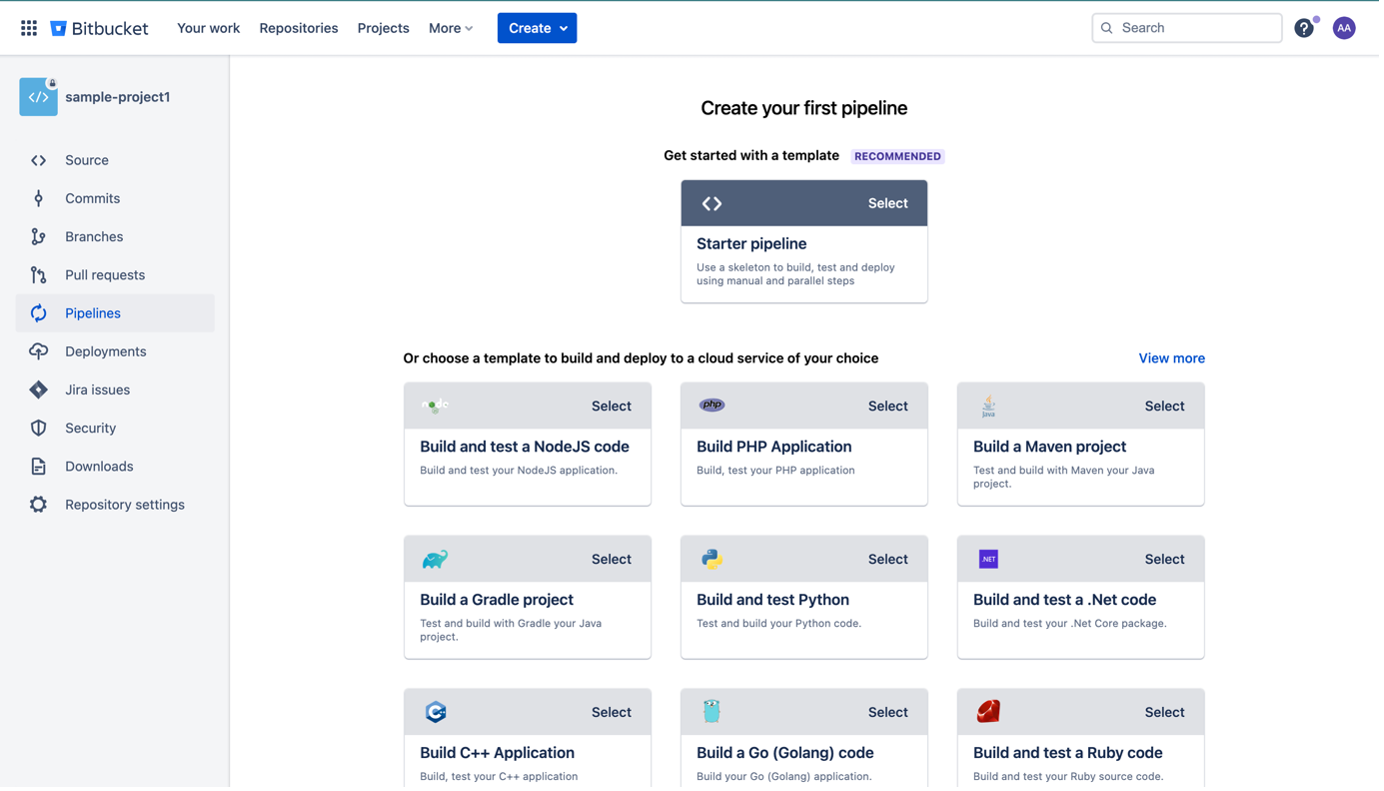 Bitbucket
Your work
Repositories
Projects
More
Create
Search
?
AA
</>
sample-project1
Source
Commits
Branches
Pull requests
Pipelines
Deployments
Jira issues
Security
Downloads
Repository settings
Create your first pipeline
Get started with a template RECOMMENDED
Select
Starter pipeline
Use a skeleton to build, test and deploy
using manual and parallel steps
Or choose a template to build and deploy to a cloud service of your choice
View more
node
Select
Build and test a NodeJS code
Build and test your NodeJS application.
php
Select
Build PHP Application
Build, test your PHP application
Java
Select
Build a Maven project
Test and build with Maven your Java
project.
Select
Build a Gradle project
Test and build with Gradle your Java
project.
Select
Build and test Python
Test and build your Python code.
.NET
Select
Build and test a .Net code
Build and test your .Net Core package.
C++
Select
Build C++ Application
Build, test your C++ application
Select
Build a Go (Golang) code
Build your Go (Golang) application.
Select
Build and test a Ruby code
Build and test your Ruby source code.